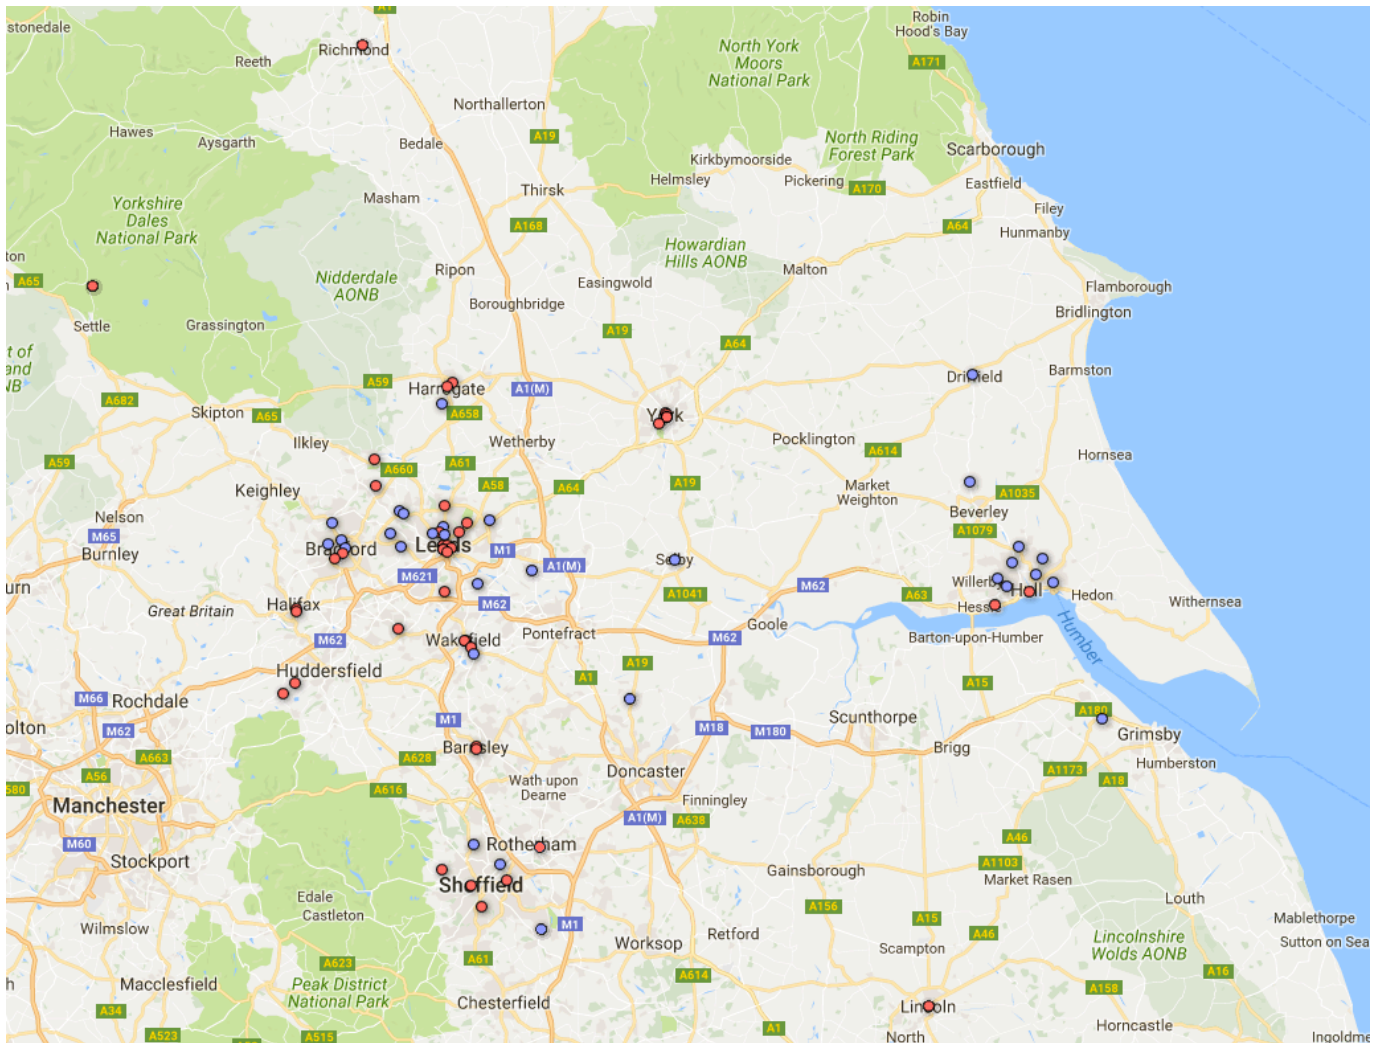 A1
Robin
Hood's Bay
stonedale
Richmond
Reeth
North York
Moors
National Park
A171
Northallerton
Hawes
Aysgarth
A19
Bedale
North Riding
Forest Park
Scarborough
Kirkbymoorside
Helmsley
Pickering
A170
Eastfield
Thirsk
Masham
Yorkshire
Dales
National Park
Filey
A168
A64
Hunmanby
Howardian
Hills AONB
ton
A65
Nidderdale
AONB
Ripon
Easingwold
Malton
Flamborough
Boroughbridge
Bridlington
Settle
Grassington
A19
A64
t of
and
NB
Harrogate
A59
A1(M)
Driffield
Barmston
A682
Skipton
A65
A658
York
Ilkley
Wetherby
Pocklington
A614
Hornsea
A59
A660
A61
A58
A64
A19
Keighley
Market
Weighton
A1035
Nelson
Beverley
A1079
M65
Burnley
Bradford
Leeds
M1
A1(M)
Selby
M621
urn
Willerby
Hull
M62
A1041
M62
A63
Hedon
Great Britain
Halifax
Hessle
Withernsea
Goole
Wakefield
Pontefract
M62
M62
Barton-upon-Humber
Humber
Huddersfield
A19
A1
A15
M66
Rochdale
olton
M62
M1
M18
M180
Scunthorpe
A180
Grimsby
Barnsley
Brigg
A663
A628
Humberston
A56
Doncaster
A1173
A18
580
A616
Wath upon
Dearne
Finningley
Manchester
A1(M)
A638
M60
Rotherham
A46
Stockport
A1103
Gainsborough
Market Rasen
Sheffield
Edale
Castleton
A156
A15
Louth
Wilmslow
M1
A46
Mablethorpe
Worksop
Retford
Scampton
Lincolnshire
Wolds AONB
Sutton on Sea
A623
A61
A614
A16
h
Macclesfield
Peak District
National Park
Chesterfield
A158
A34
Lincoln
A523
A515
A1
North
Horncastle
Ingoldme